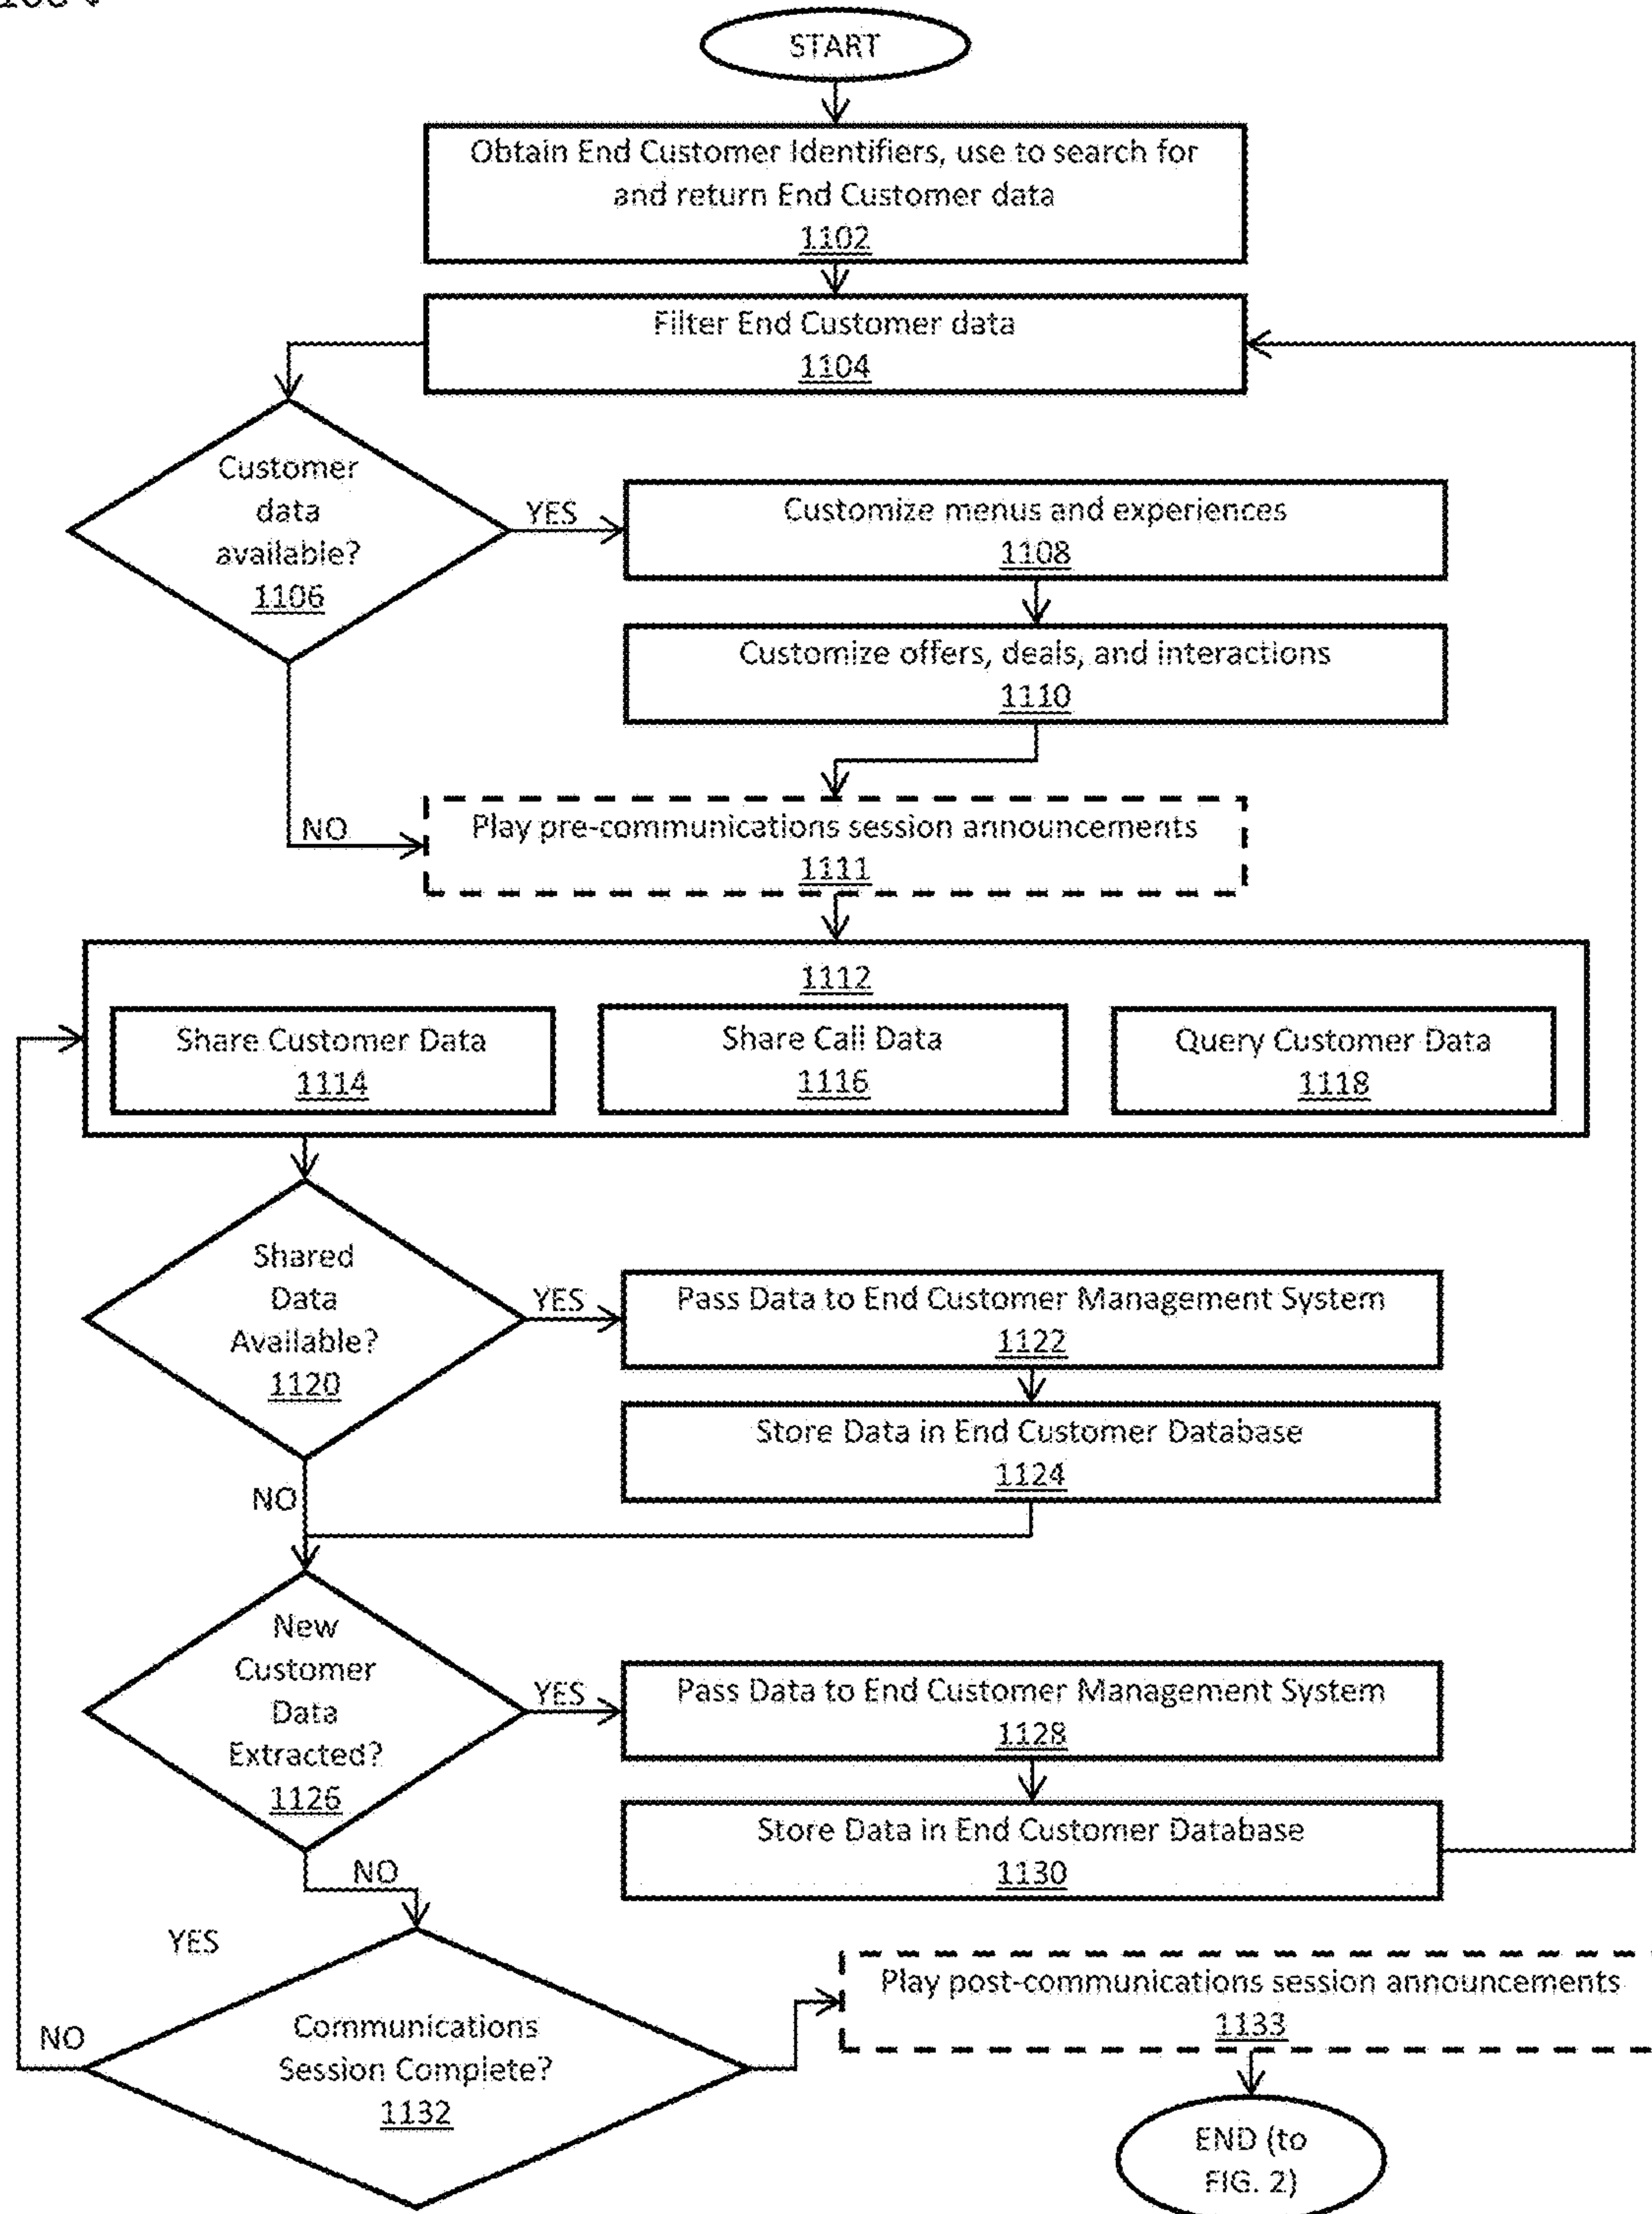 START
Obtain End Customer Identifiers, use to search for
and return End Customer data
1102
Filter End Customer data
1104
Customer
data
available?
1106
YES
Customize menus and experiences
1108
Customize offers, deals, and interactions
1110
NO
Play pre-communications session announcements
1111
1112
Share Customer Data
1114
Share Call Data
1116
Query Customer Data
1118
Shared
Data
Available?
1120
YES
Pass Data to End Customer Management System
1122
Store Data in End Customer Database
1124
NO
New
Customer
Data
Extracted?
1126
YES
Pass Data to End Customer Management System
1128
Store Data in End Customer Database
1130
NO
YES
NO
Communications
Session Complete?
1132
Play post-communications session announcements
1133
END (to
FIG. 2)